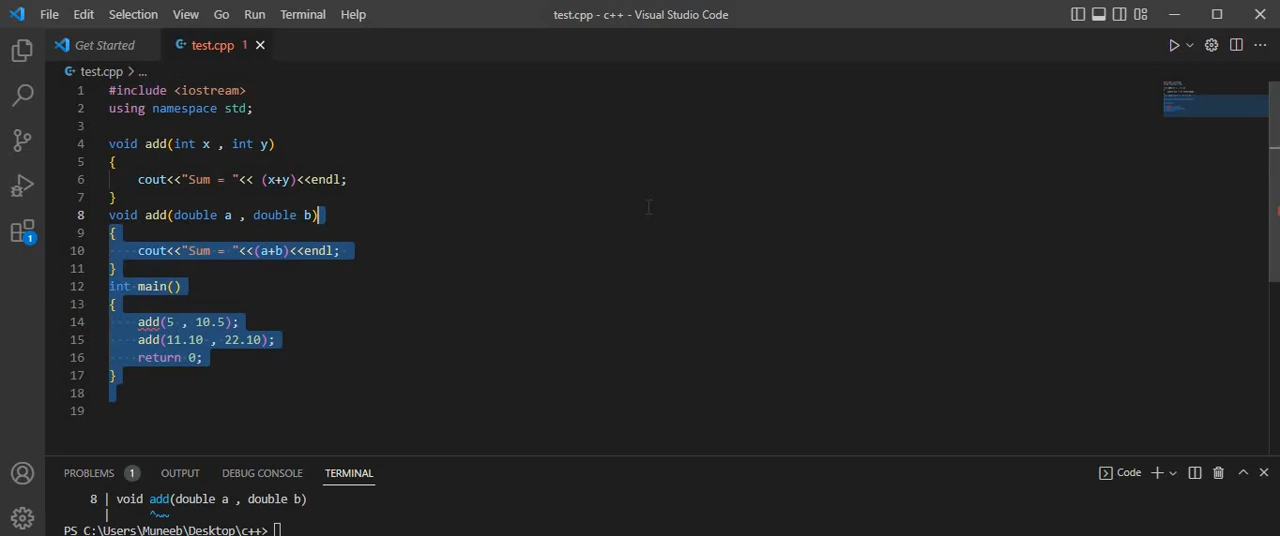 File Edit Selection View Go Run Terminal Help test.cpp - c++ - Visual Studio Code
Get Started test.cpp 1
test.cpp > ...
1 #include <iostream>
2 using namespace std;
3
4 void add(int x , int y)
5 {
6 cout<<"Sum = "<< (x+y)<<endl;
7 }
8 void add(double a , double b)
9 {
10 cout<<"Sum = "<<(a+b)<<endl;
11 }
12 int main()
13 {
14 add(5 , 10.5);
15 add(11.10 , 22.10);
16 return 0;
17 }
18
19
1
PROBLEMS 1 OUTPUT DEBUG CONSOLE TERMINAL Code
8 | void add(double a , double b)
| ^~~
PS C:\Users\Muneeb\Desktop\c++>